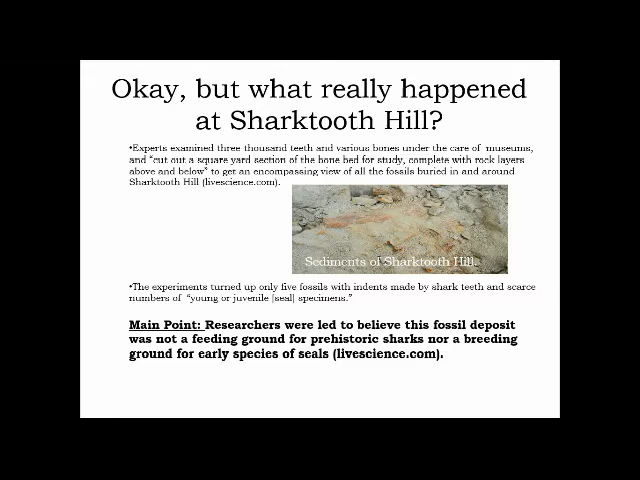 Okay, but what really happened
at Sharktooth Hill?
•Experts examined three thousand teeth and various bones under the care of museums,
and “cut out a square yard section of the bone bed for study, complete with rock layers
above and below” to get an encompassing view of all the fossils buried in and around
Sharktooth Hill (livescience.com).
Sediments of Sharktooth Hill.
•The experiments turned up only five fossils with indents made by shark teeth and scarce
numbers of “young or juvenile [seal] specimens.”
Main Point: Researchers were led to believe this fossil deposit
was not a feeding ground for prehistoric sharks nor a breeding
ground for early species of seals (livescience.com).